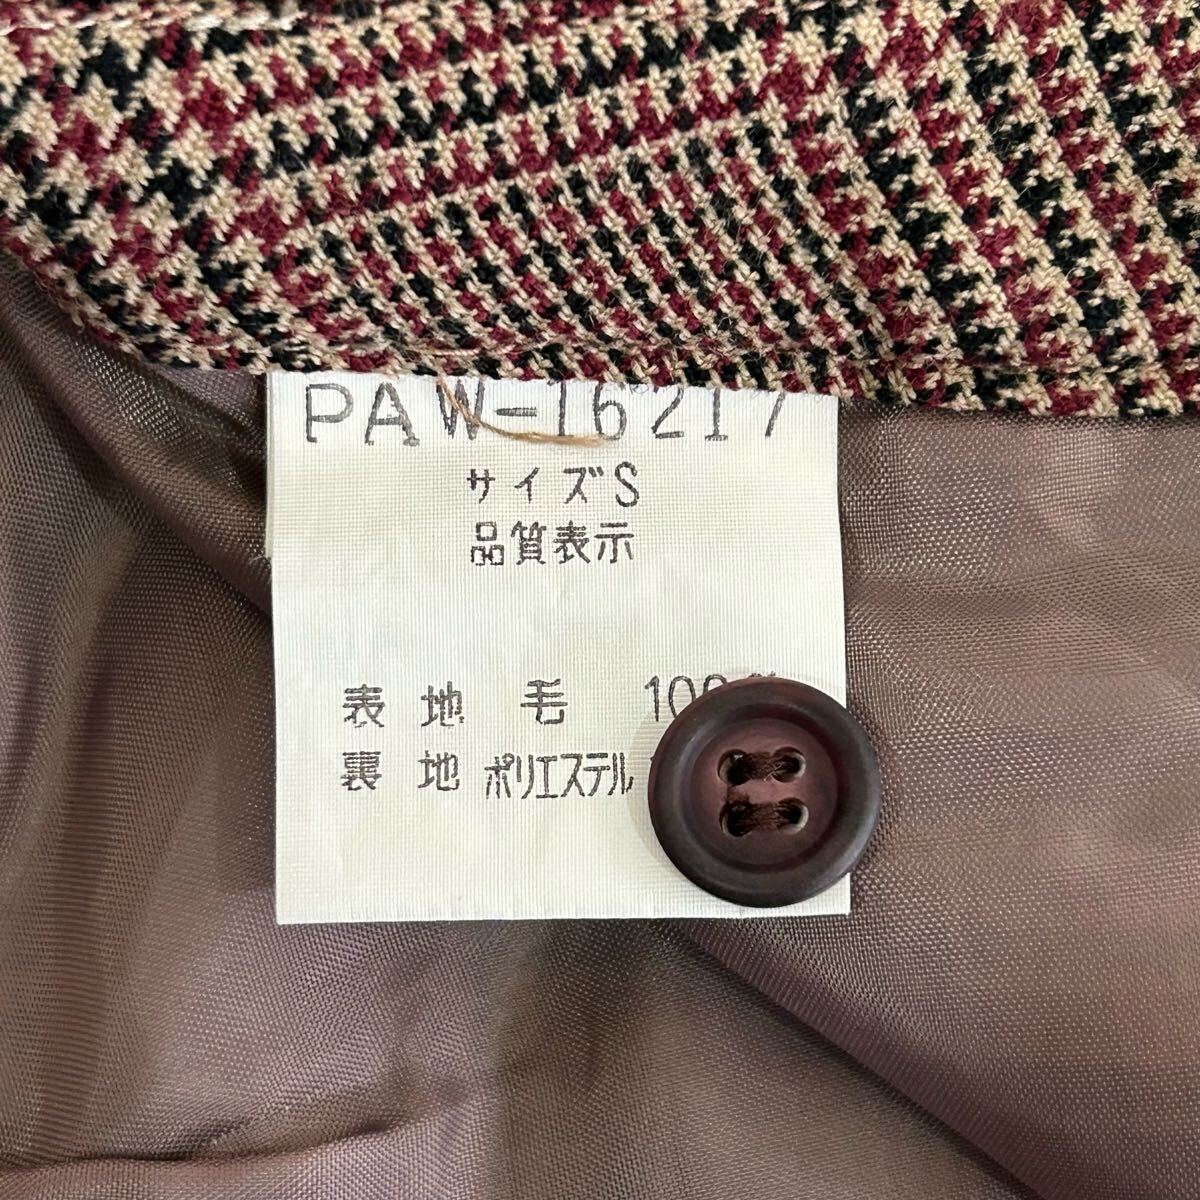 PAW-16217
サイズS
品質表示
表地 毛 100%
裏地 ポリエステル